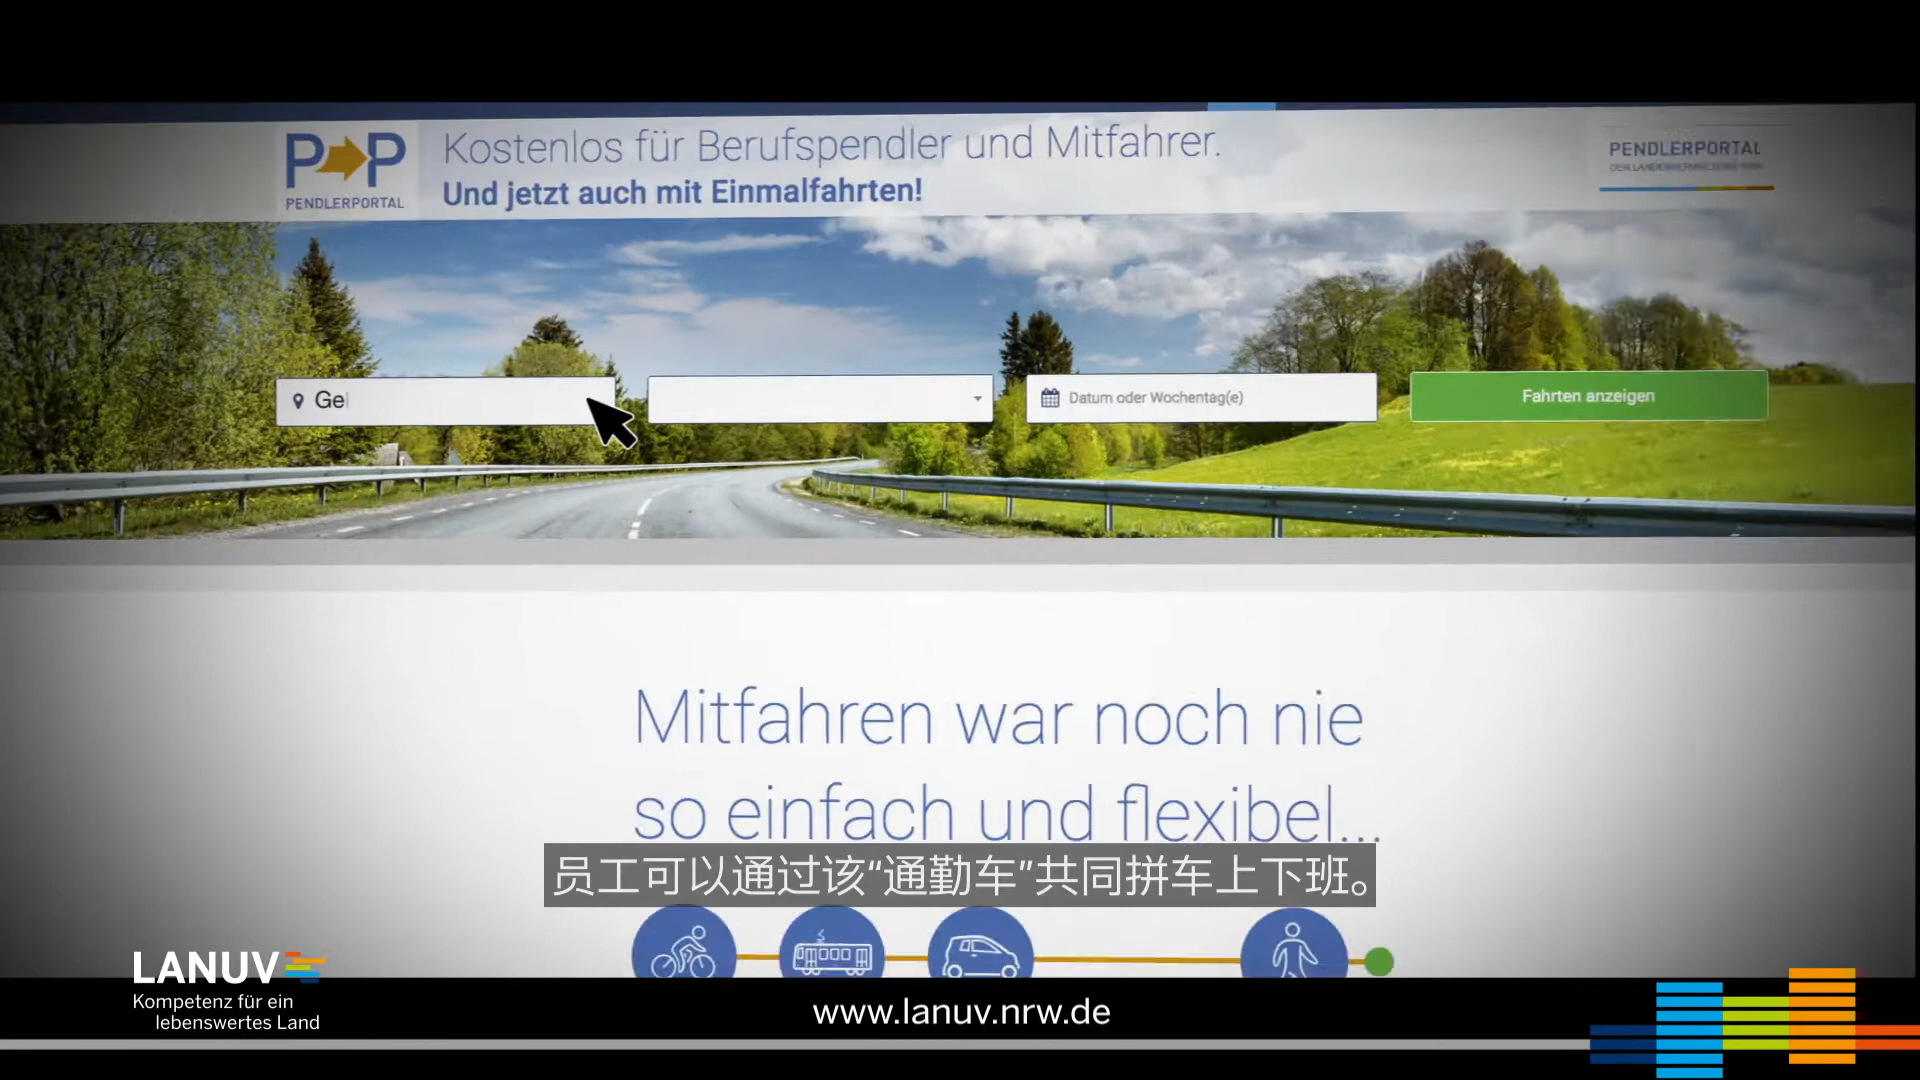 Kostenlos für Berufspendler und Mitfahrer.
Und jetzt auch mit Einmalfahrten!
PENDLERPORTAL
PENDLERPORTAL
Ge
Datum oder Wochentag(e)
Fahrten anzeigen
Mitfahren war noch nie
so einfach und flexibel...
员工可以通过该“通勤车”共同拼车上下班。
LANUV
Kompetenz für ein
lebenswertes Land
www.lanuv.nrw.de